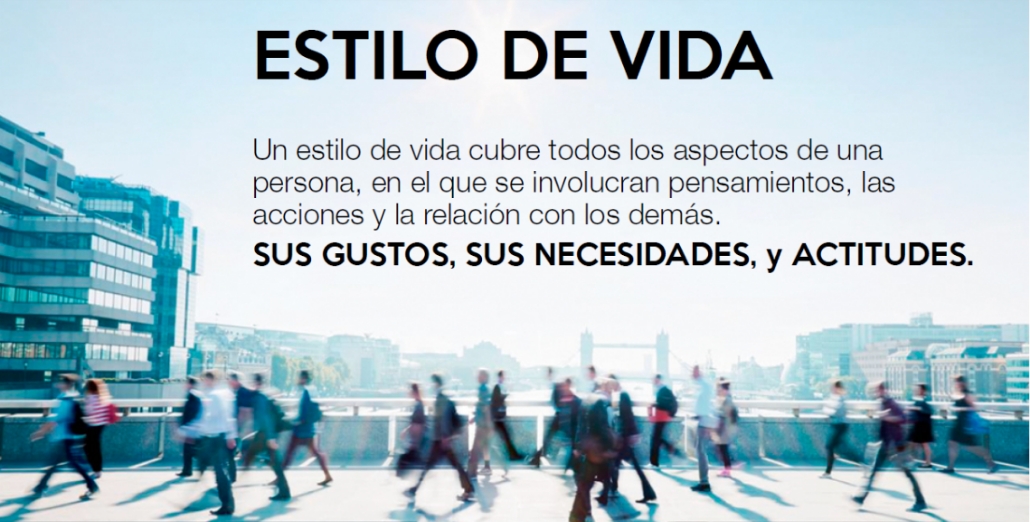 ESTILO DE VIDA
Un estilo de vida cubre todos los aspectos de una
persona, en el que se involucran pensamientos, las
acciones y la relación con los demás.
SUS GUSTOS, SUS NECESIDADES, y ACTITUDES.